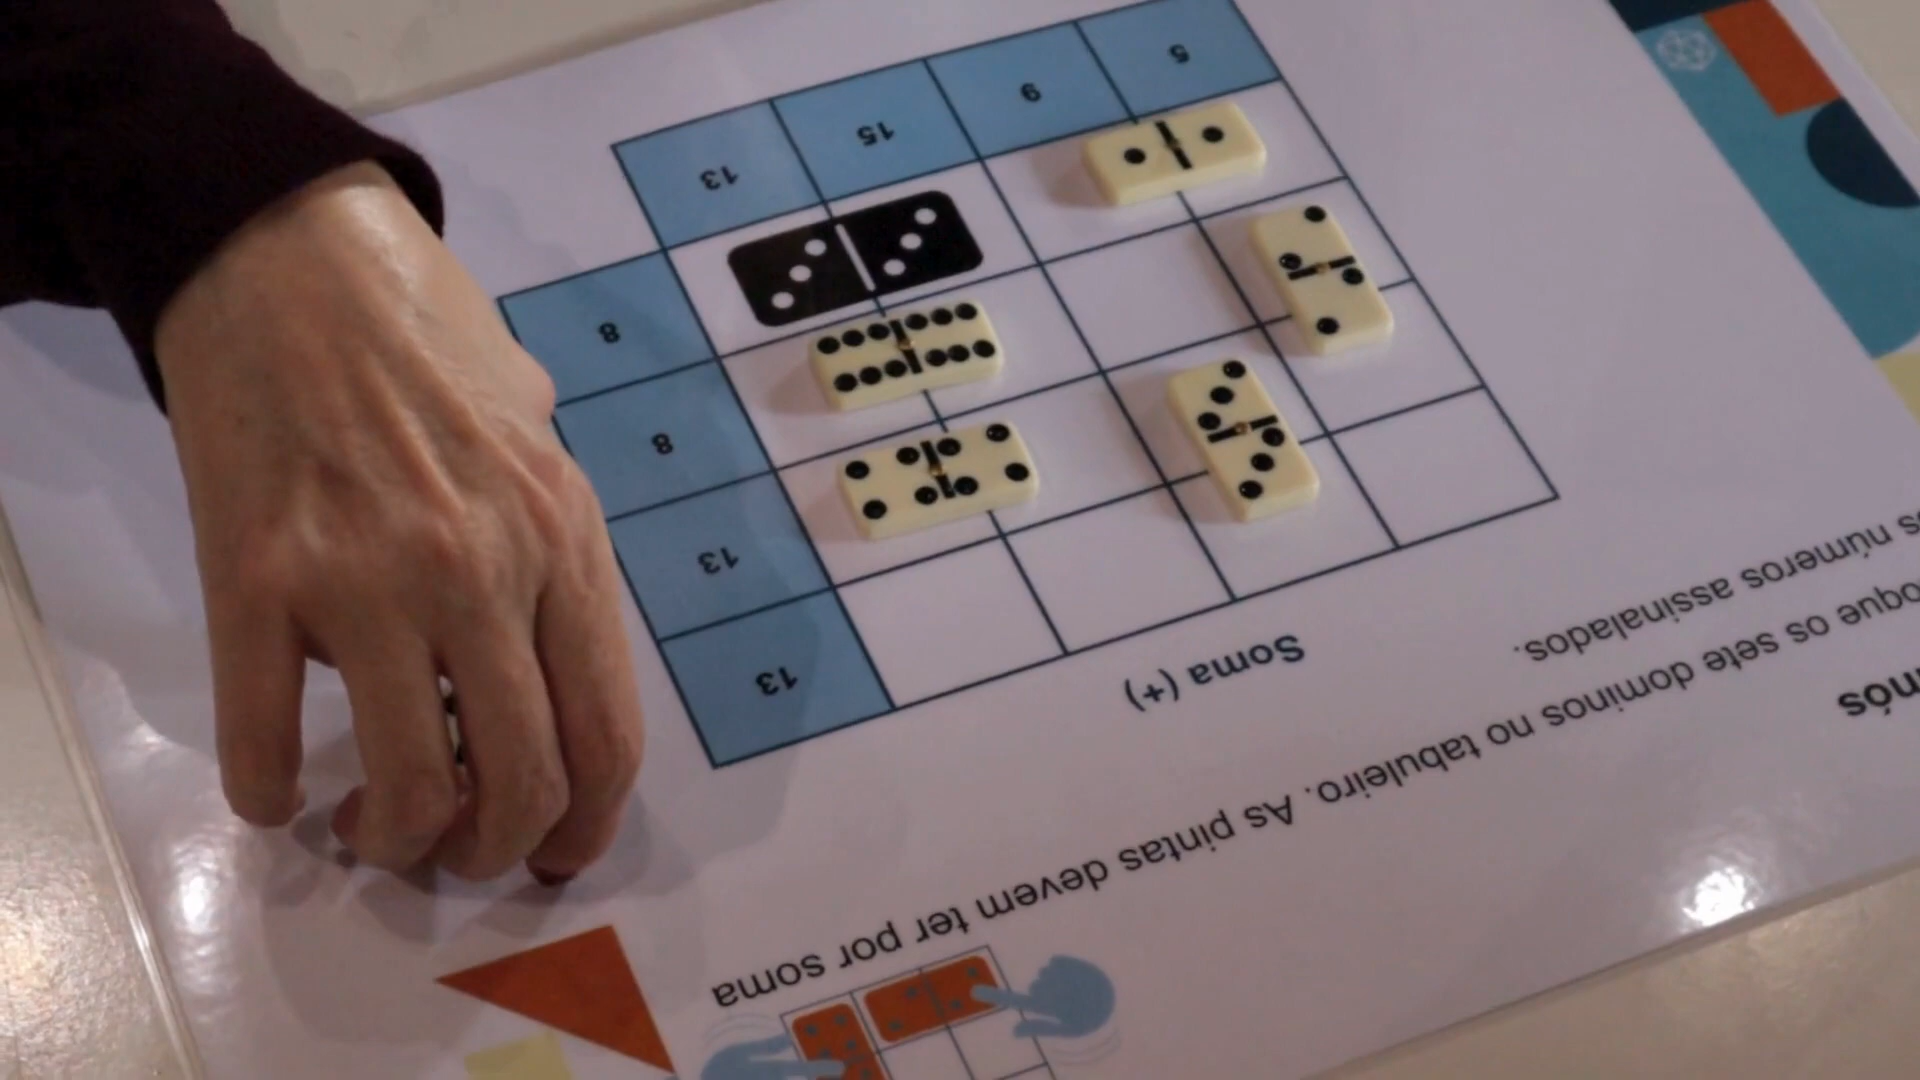 nós
oque os sete dominos no tabuleiro. As pintas devem ter por soma
s números assinalados.
Soma (+)
13
13
8
8
5 9 15 13